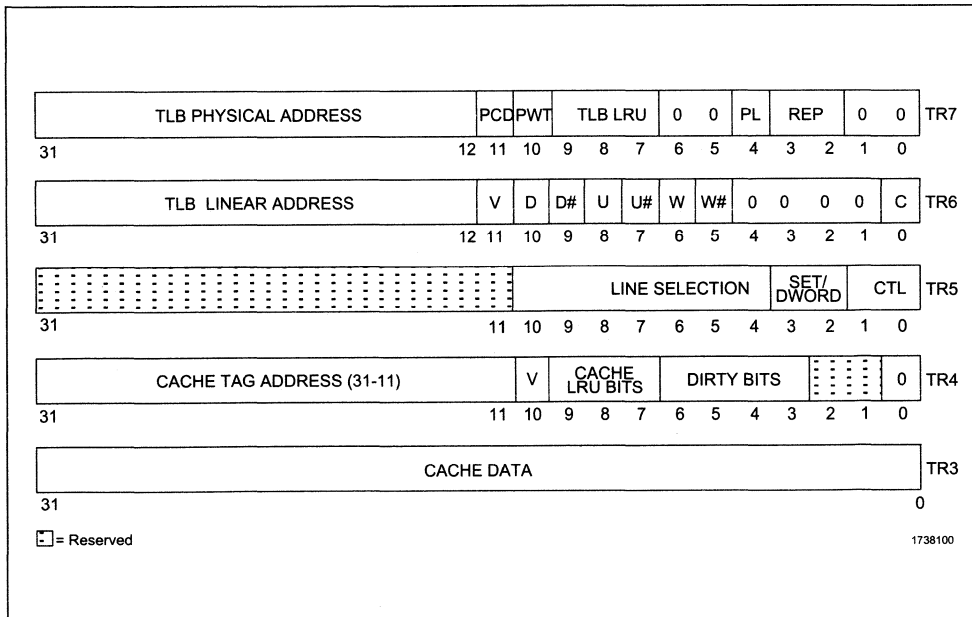 TLB PHYSICAL ADDRESS PCD PWT TLB LRU 0 0 PL REP 0 0 TR7
31 12 11 10 9 8 7 6 5 4 3 2 1 0
TLB LINEAR ADDRESS V D D# U U# W W# 0 0 0 0 C TR6
31 12 11 10 9 8 7 6 5 4 3 2 1 0
LINE SELECTION SET/ DWORD CTL TR5
31 11 10 9 8 7 6 5 4 3 2 1 0
CACHE TAG ADDRESS (31-11) V CACHE LRU BITS DIRTY BITS 0 TR4
31 11 10 9 8 7 6 5 4 3 2 1 0
CACHE DATA TR3
31 0
= Reserved 1738100